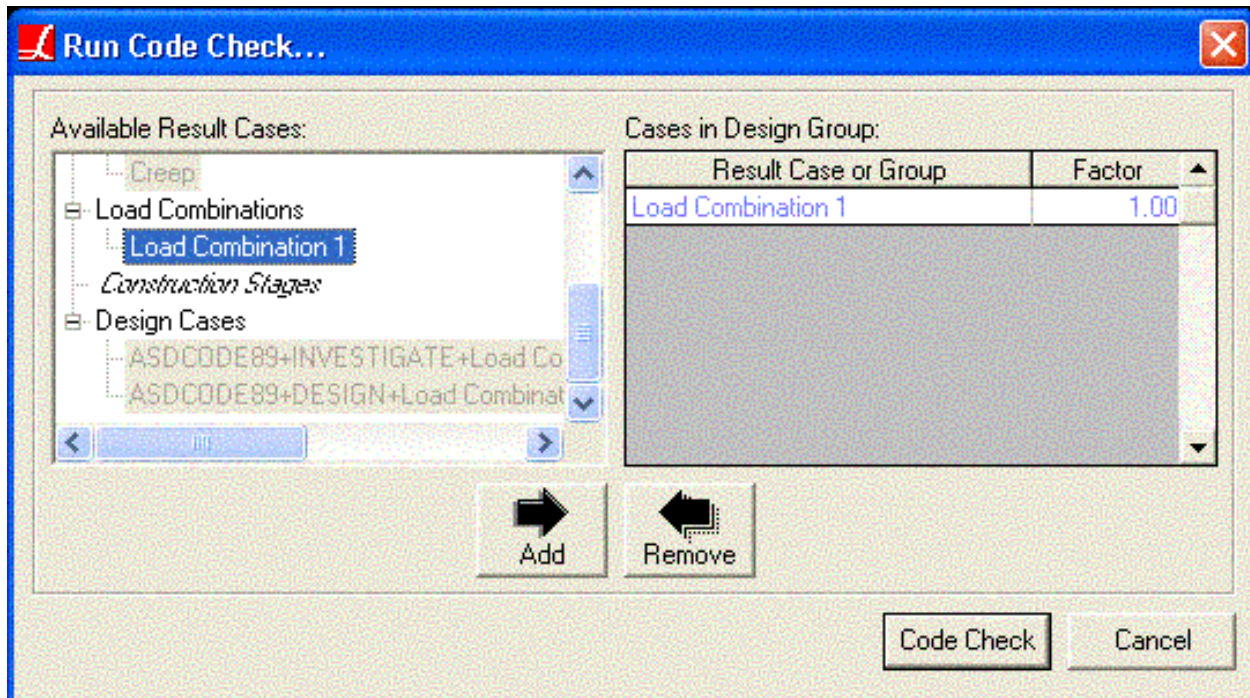 Run Code Check...
Available Result Cases:
Creep
Load Combinations
Load Combination 1
Construction Stages
Design Cases
ASDCODE89+INVESTIGATE+Load Co
ASDCODE89+DESIGN+Load Combinat
Cases in Design Group:
Result Case or Group Factor
Load Combination 1 1.00
Add Remove
Code Check Cancel